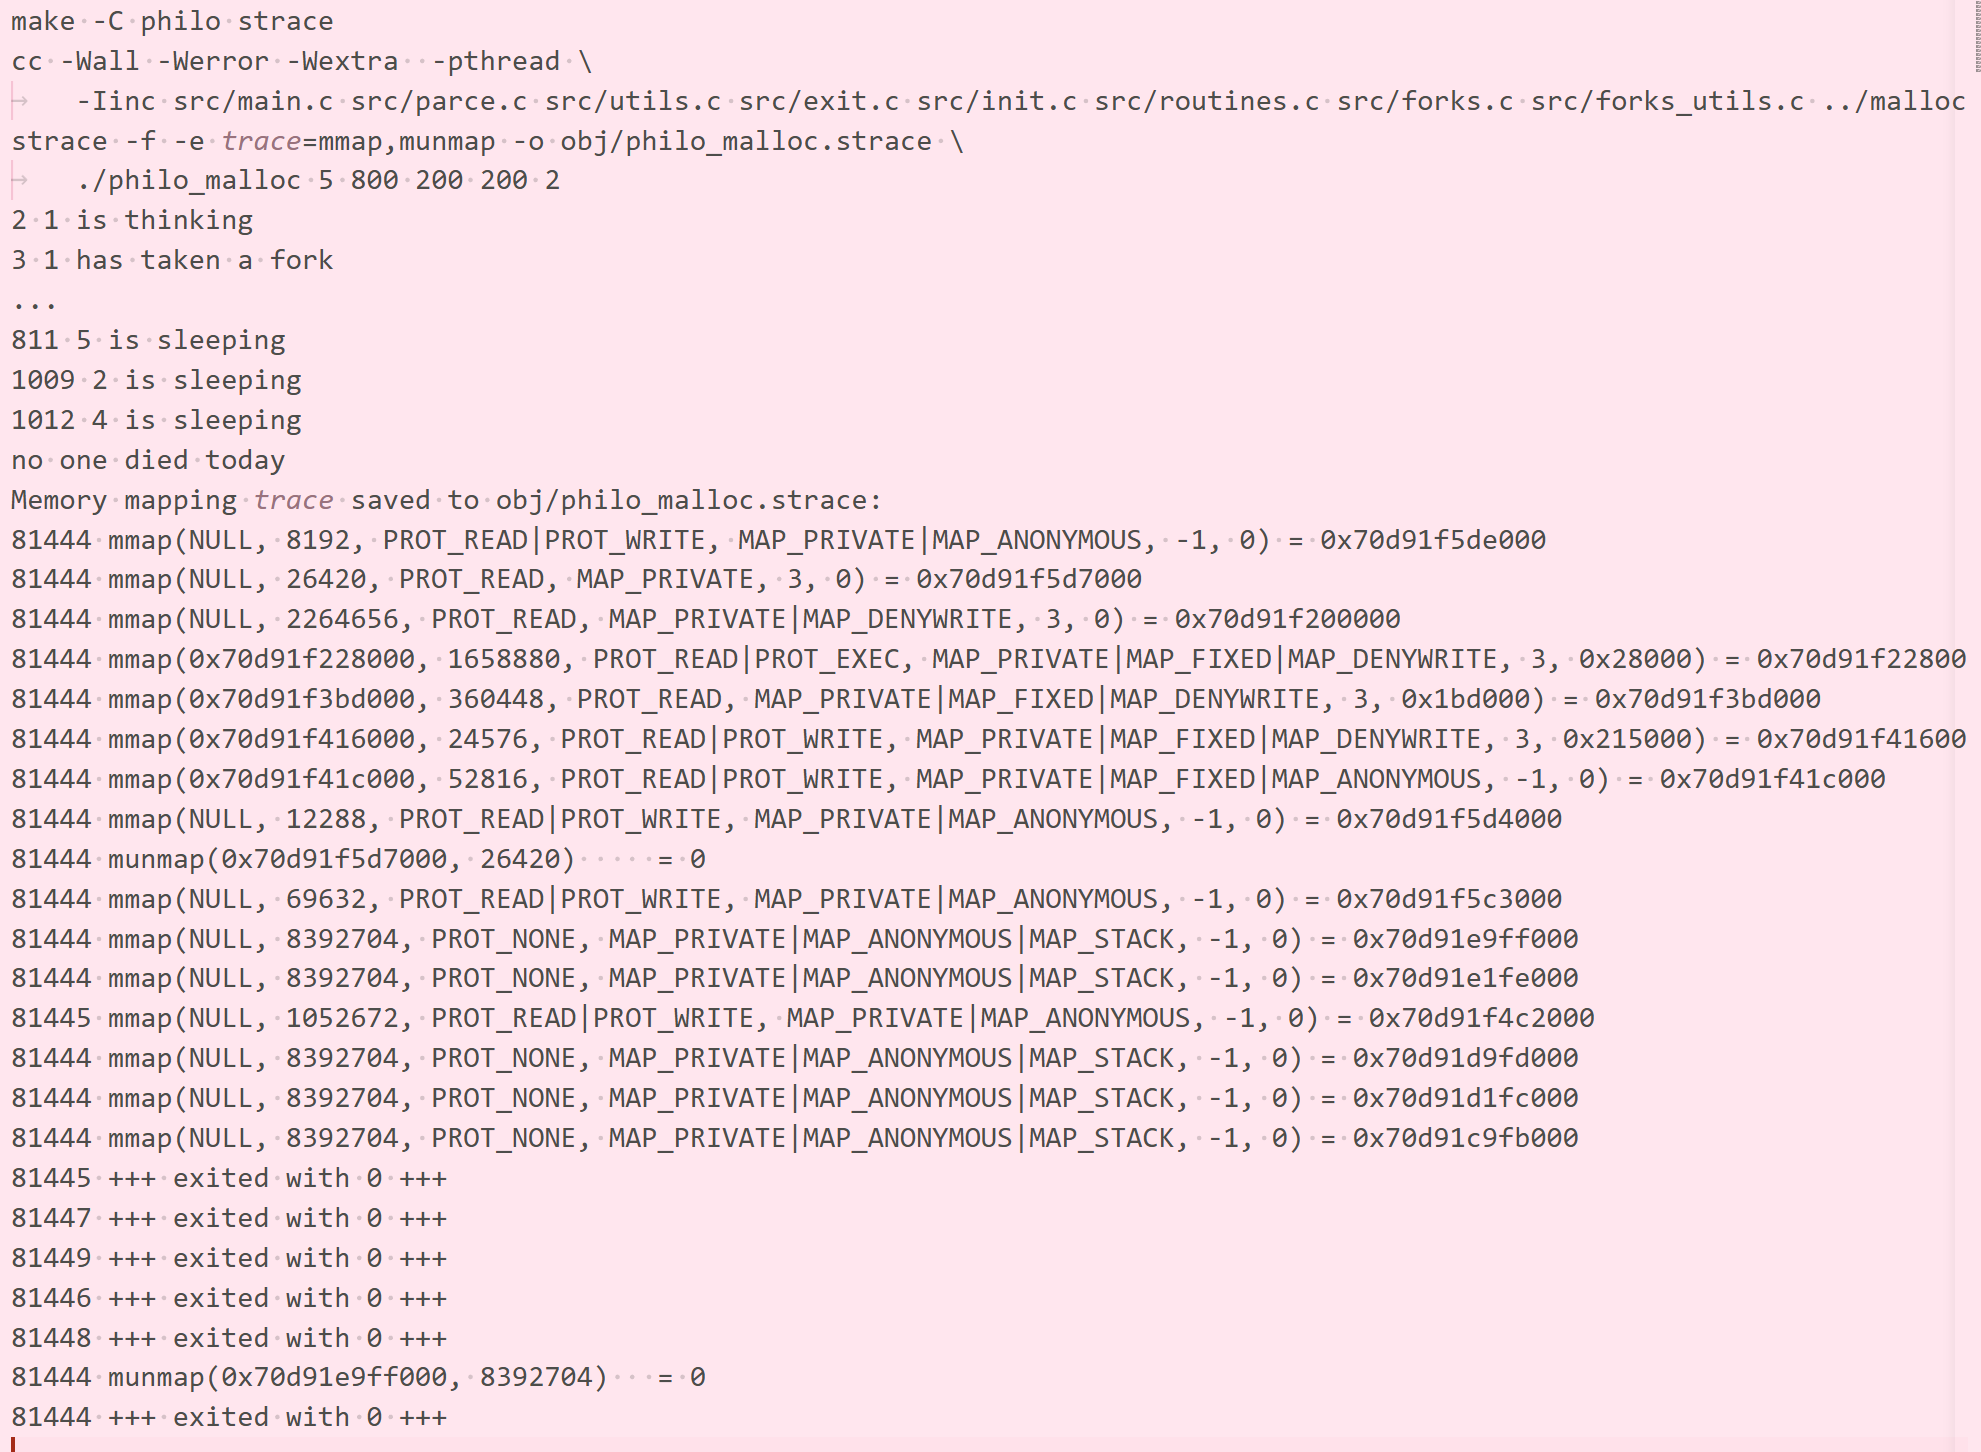 make -C philo strace
cc -Wall -Werror -Wextra  -pthread \
	-Iinc src/main.c src/parce.c src/utils.c src/exit.c src/init.c src/routines.c src/forks.c src/forks_utils.c ../malloc
strace -f -e trace=mmap,munmap -o obj/philo_malloc.strace \
	./philo_malloc 5 800 200 200 2
2 1 is thinking
3 1 has taken a fork
...
811 5 is sleeping
1009 2 is sleeping
1012 4 is sleeping
no one died today
Memory mapping trace saved to obj/philo_malloc.strace:
81444 mmap(NULL, 8192, PROT_READ|PROT_WRITE, MAP_PRIVATE|MAP_ANONYMOUS, -1, 0) = 0x70d91f5de000
81444 mmap(NULL, 26420, PROT_READ, MAP_PRIVATE, 3, 0) = 0x70d91f5d7000
81444 mmap(NULL, 2264656, PROT_READ, MAP_PRIVATE|MAP_DENYWRITE, 3, 0) = 0x70d91f200000
81444 mmap(0x70d91f228000, 1658880, PROT_READ|PROT_EXEC, MAP_PRIVATE|MAP_FIXED|MAP_DENYWRITE, 3, 0x28000) = 0x70d91f22800
81444 mmap(0x70d91f3bd000, 360448, PROT_READ, MAP_PRIVATE|MAP_FIXED|MAP_DENYWRITE, 3, 0x1bd000) = 0x70d91f3bd000
81444 mmap(0x70d91f416000, 24576, PROT_READ|PROT_WRITE, MAP_PRIVATE|MAP_FIXED|MAP_DENYWRITE, 3, 0x215000) = 0x70d91f41600
81444 mmap(0x70d91f41c000, 52816, PROT_READ|PROT_WRITE, MAP_PRIVATE|MAP_FIXED|MAP_ANONYMOUS, -1, 0) = 0x70d91f41c000
81444 mmap(NULL, 12288, PROT_READ|PROT_WRITE, MAP_PRIVATE|MAP_ANONYMOUS, -1, 0) = 0x70d91f5d4000
81444 munmap(0x70d91f5d7000, 26420)     = 0
81444 mmap(NULL, 69632, PROT_READ|PROT_WRITE, MAP_PRIVATE|MAP_ANONYMOUS, -1, 0) = 0x70d91f5c3000
81444 mmap(NULL, 8392704, PROT_NONE, MAP_PRIVATE|MAP_ANONYMOUS|MAP_STACK, -1, 0) = 0x70d91e9ff000
81444 mmap(NULL, 8392704, PROT_NONE, MAP_PRIVATE|MAP_ANONYMOUS|MAP_STACK, -1, 0) = 0x70d91e1fe000
81445 mmap(NULL, 1052672, PROT_READ|PROT_WRITE, MAP_PRIVATE|MAP_ANONYMOUS, -1, 0) = 0x70d91f4c2000
81444 mmap(NULL, 8392704, PROT_NONE, MAP_PRIVATE|MAP_ANONYMOUS|MAP_STACK, -1, 0) = 0x70d91d9fd000
81444 mmap(NULL, 8392704, PROT_NONE, MAP_PRIVATE|MAP_ANONYMOUS|MAP_STACK, -1, 0) = 0x70d91d1fc000
81444 mmap(NULL, 8392704, PROT_NONE, MAP_PRIVATE|MAP_ANONYMOUS|MAP_STACK, -1, 0) = 0x70d91c9fb000
81445 +++ exited with 0 +++
81447 +++ exited with 0 +++
81449 +++ exited with 0 +++
81446 +++ exited with 0 +++
81448 +++ exited with 0 +++
81444 munmap(0x70d91e9ff000, 8392704)   = 0
81444 +++ exited with 0 +++